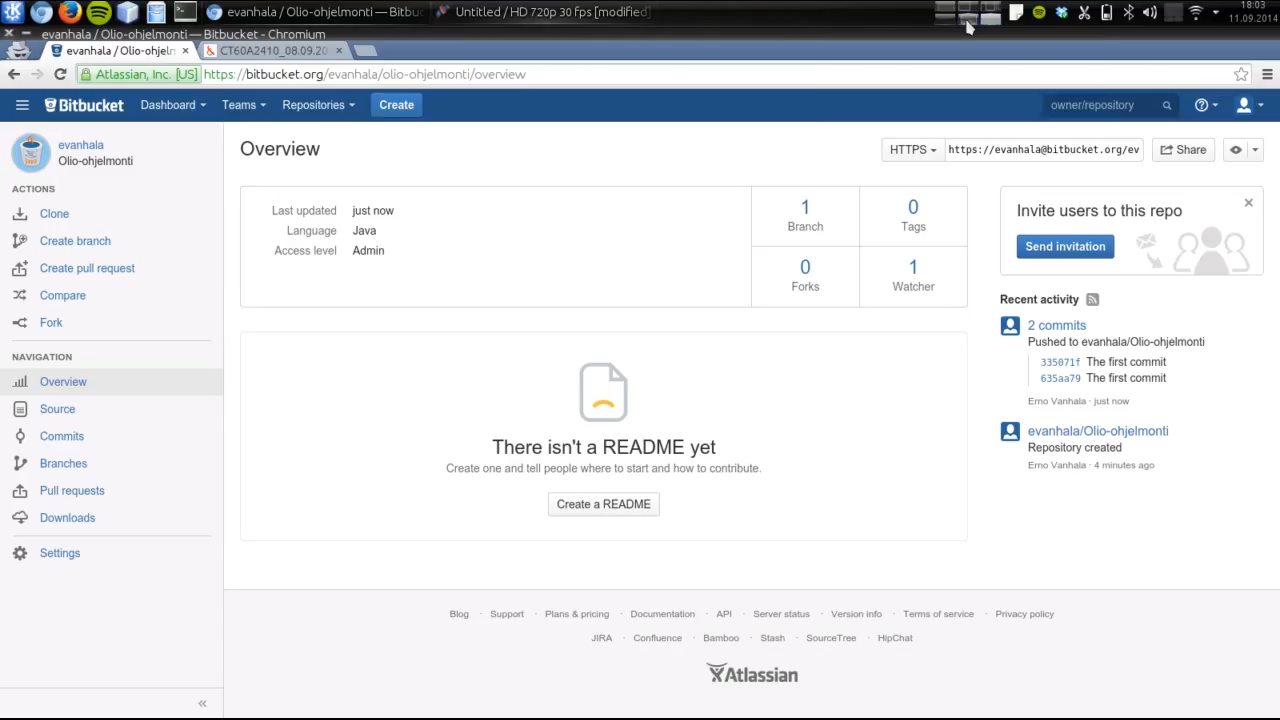 evanhala / Olio-ohjelmonti — Bitbuc
Untitled / HD 720p 30 fps [modified]
18:03
11.09.2014
evanhala / Olio-ohjelmonti — Bitbucket - Chromium
evanhala / Olio-ohjeln
CT60A2410_08.09.20
Atlassian, Inc. [US]
https://bitbucket.org/evanhala/olio-ohjelmonti/overview
Bitbucket
Dashboard
Teams
Repositories
Create
owner/repository
evanhala
Olio-ohjelmonti
ACTIONS
Clone
Create branch
Create pull request
Compare
Fork
NAVIGATION
Overview
Source
Commits
Branches
Pull requests
Downloads
Settings
«
Overview
HTTPS
https://evanhala@bitbucket.org/ev
Share
Last updated just now
Language Java
Access level Admin
1
Branch
0
Tags
0
Forks
1
Watcher
There isn't a README yet
Create one and tell people where to start and how to contribute.
Create a README
Invite users to this repo
Send invitation
Recent activity
2 commits
Pushed to evanhala/Olio-ohjelmonti
335071f The first commit
635aa79 The first commit
Erno Vanhala · just now
evanhala/Olio-ohjelmonti
Repository created
Erno Vanhala · 4 minutes ago
Blog · Support · Plans & pricing · Documentation · API · Server status · Version info · Terms of service · Privacy policy
JIRA · Confluence · Bamboo · Stash · SourceTree · HipChat
Atlassian